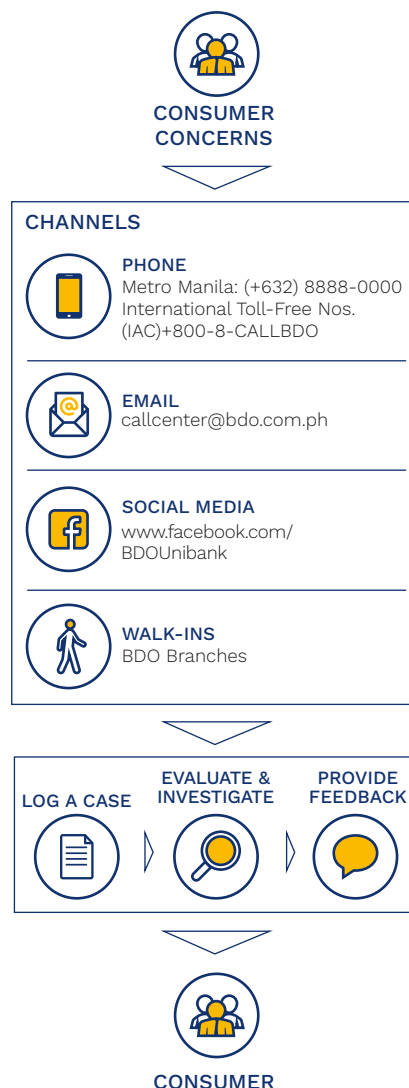 CONSUMER
CONCERNS
CHANNELS
PHONE
Metro Manila: (+632) 8888-0000
International Toll-Free Nos.
(IAC)+800-8-CALLBDO
@
EMAIL
callcenter@bdo.com.ph
f
SOCIAL MEDIA
www.facebook.com/
BDOUnibank
WALK-INS
BDO Branches
LOG A CASE
EVALUATE &
INVESTIGATE
PROVIDE
FEEDBACK
CONSUMER